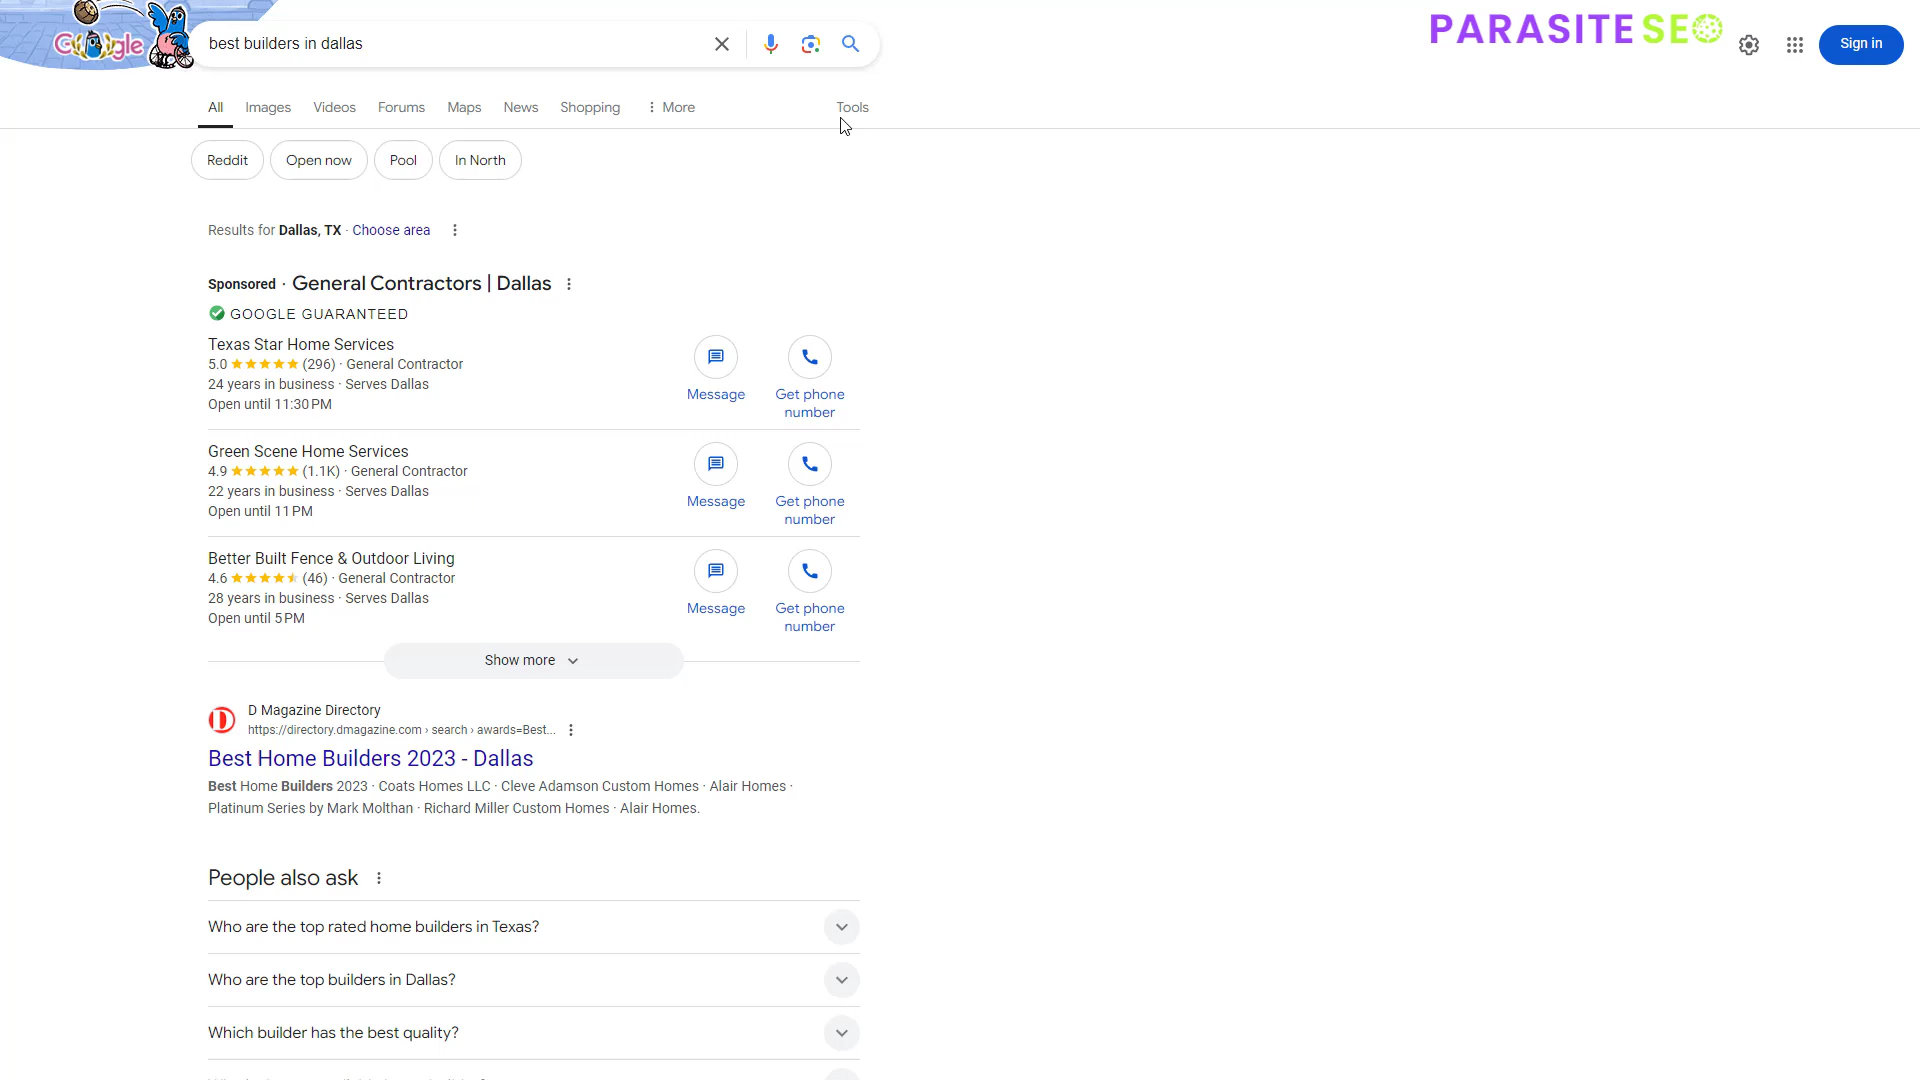 Google
best builders in dallas
PARASITE SEO
Sign in
All Images Videos Forums Maps News Shopping More Tools
Reddit Open now Pool In North
Results for Dallas, TX · Choose area
Sponsored · General Contractors | Dallas
GOOGLE GUARANTEED
Texas Star Home Services
5.0 (296) · General Contractor
24 years in business · Serves Dallas
Open until 11:30 PM
Message
Get phone
number
Green Scene Home Services
4.9 (1.1K) · General Contractor
22 years in business · Serves Dallas
Open until 11 PM
Message
Get phone
number
Better Built Fence & Outdoor Living
4.6 (46) · General Contractor
28 years in business · Serves Dallas
Open until 5 PM
Message
Get phone
number
Show more
D Magazine Directory
https://directory.dmagazine.com › search › awards=Best...
Best Home Builders 2023 - Dallas
Best Home Builders 2023 · Coats Homes LLC · Cleve Adamson Custom Homes · Alair Homes ·
Platinum Series by Mark Molthan · Richard Miller Custom Homes · Alair Homes.
People also ask
Who are the top rated home builders in Texas?
Who are the top builders in Dallas?
Which builder has the best quality?